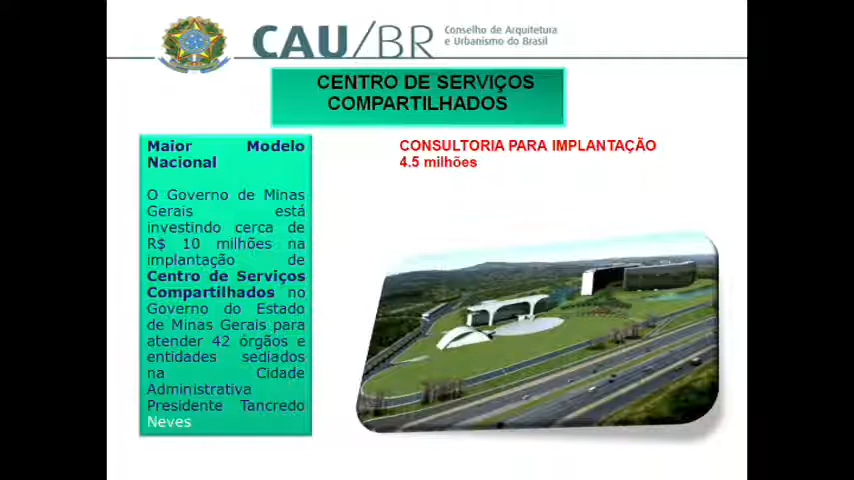 CAU/BR
Conselho de Arquitetura
e Urbanismo do Brasil
CENTRO DE SERVIÇOS
COMPARTILHADOS
Maior Modelo
Nacional
O Governo de Minas
Gerais está
investindo cerca de
R$ 10 milhões na
implantação de
Centro de Serviços
Compartilhados no
Governo do Estado
de Minas Gerais para
atender 42 órgãos e
entidades sediados
na Cidade
Administrativa
Presidente Tancredo
Neves
CONSULTORIA PARA IMPLANTAÇÃO
4.5 milhões